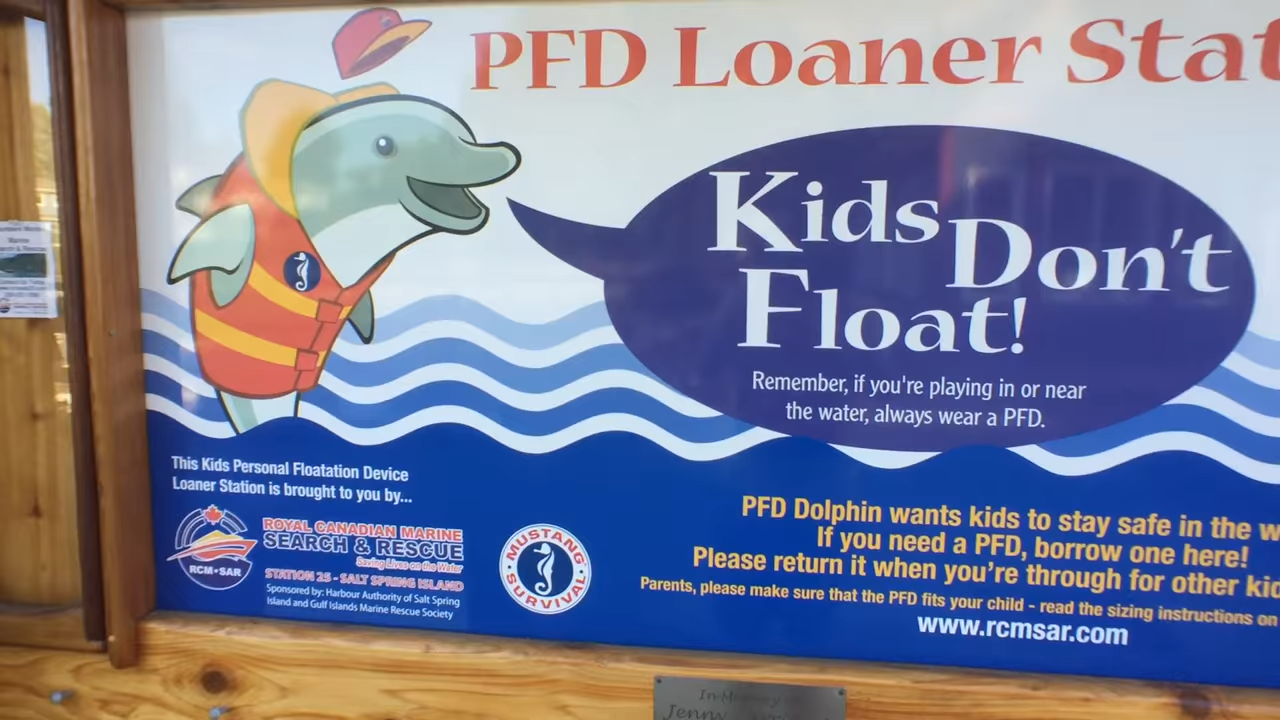 PFD Loaner Stat
Kids Don't
Float!
Remember, if you're playing in or near
the water, always wear a PFD.
This Kids Personal Floatation Device
Loaner Station is brought to you by...
RCM•SAR
ROYAL CANADIAN MARINE
SEARCH & RESCUE
Saving Lives on the Water
STATION 25 - SALT SPRING ISLAND
Sponsored by: Harbour Authority of Salt Spring
Island and Gulf Islands Marine Rescue Society
MUSTANG
SURVIVAL
PFD Dolphin wants kids to stay safe in the w
If you need a PFD, borrow one here!
Please return it when you're through for other kid
Parents, please make sure that the PFD fits your child - read the sizing instructions on
www.rcmsar.com
In Memory
Jenny